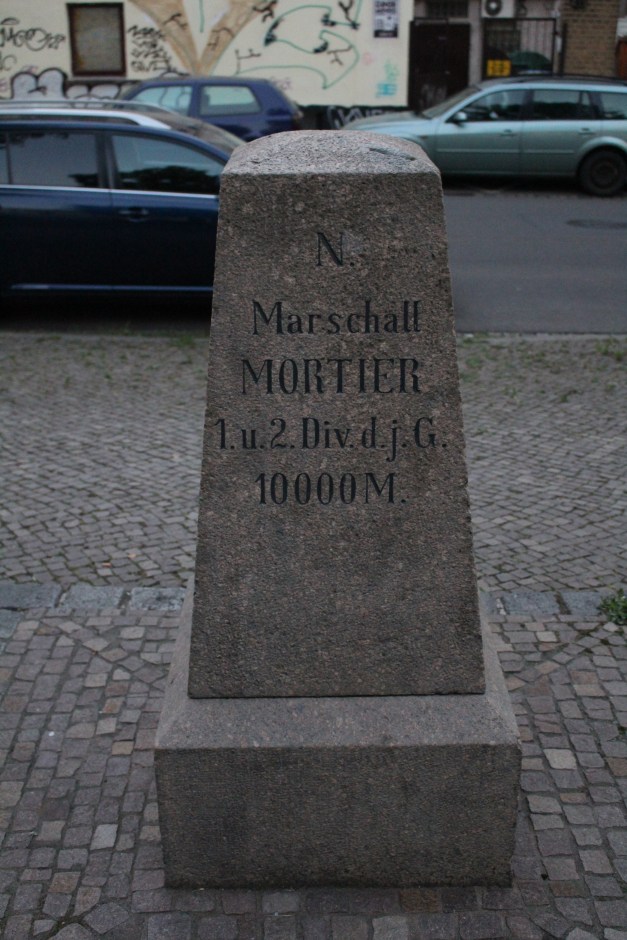 N.
Marschall
MORTIER
1.u.2.Div.d.j.G.
10000M.